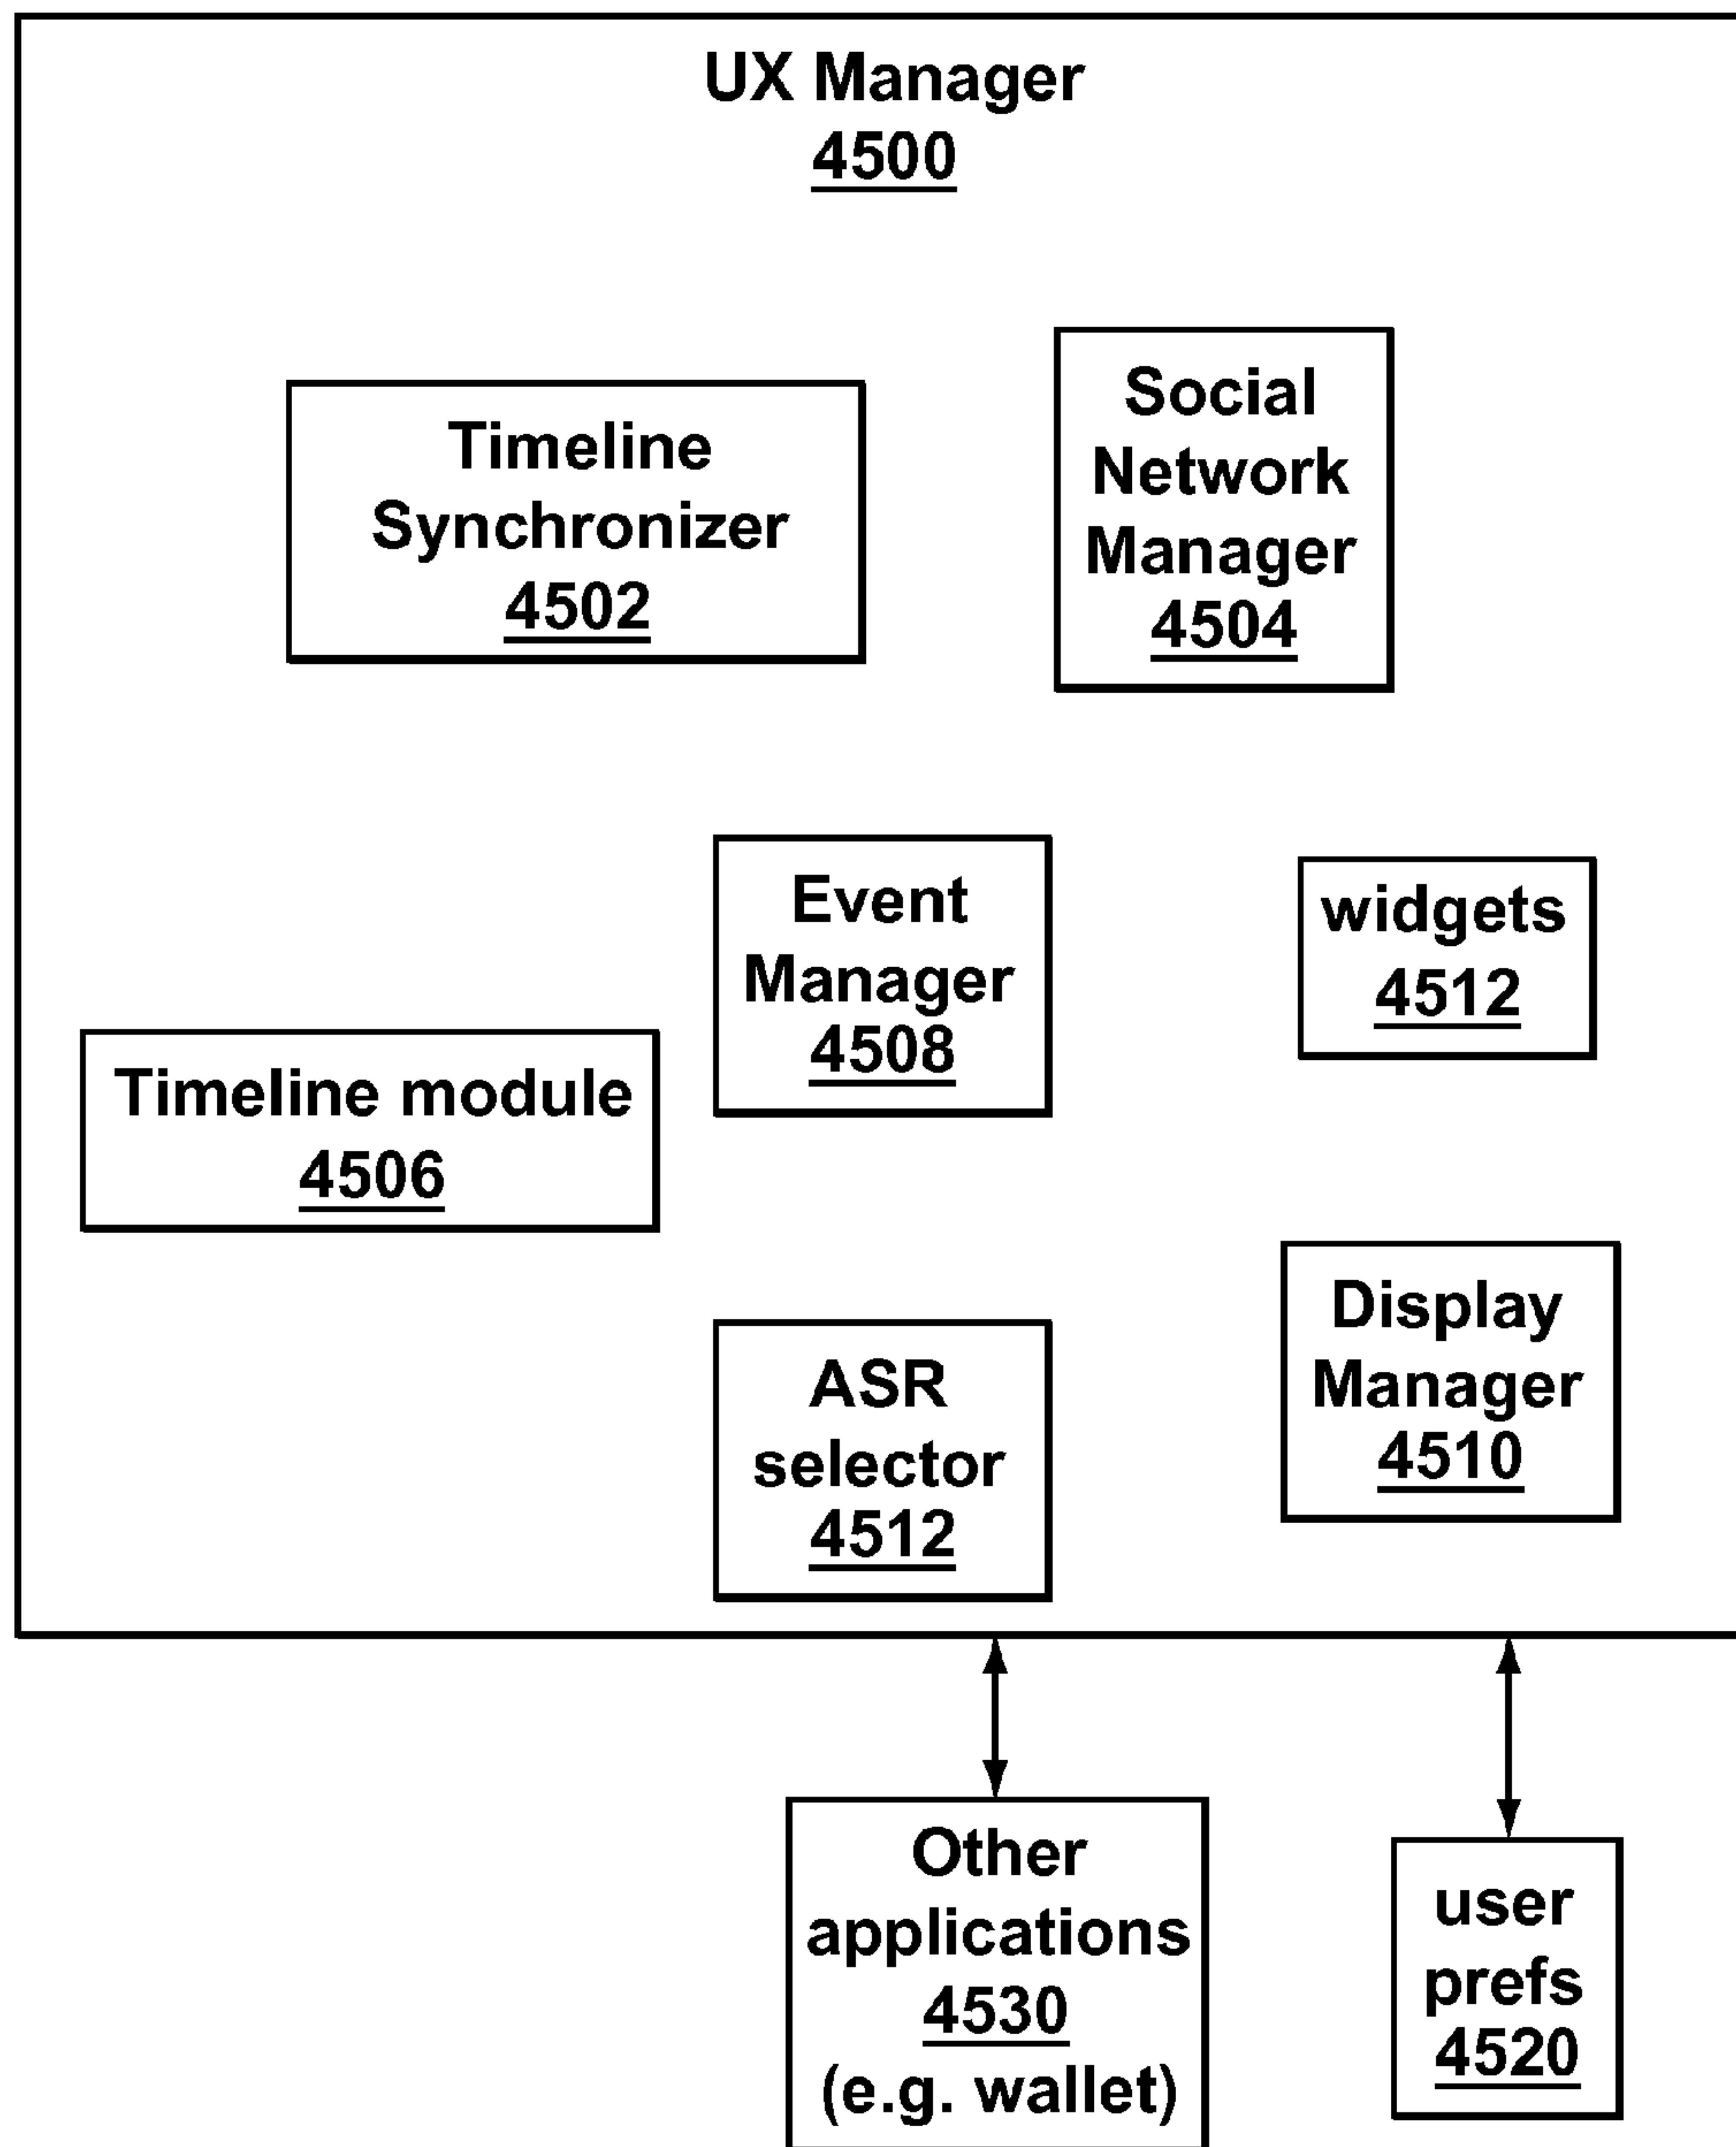 UX Manager
4500
Timeline
Synchronizer
4502
Social
Network
Manager
4504
Event
Manager
4508
widgets
4512
Timeline module
4506
ASR
selector
4512
Display
Manager
4510
Other
applications
4530
(e.g. wallet)
user
prefs
4520